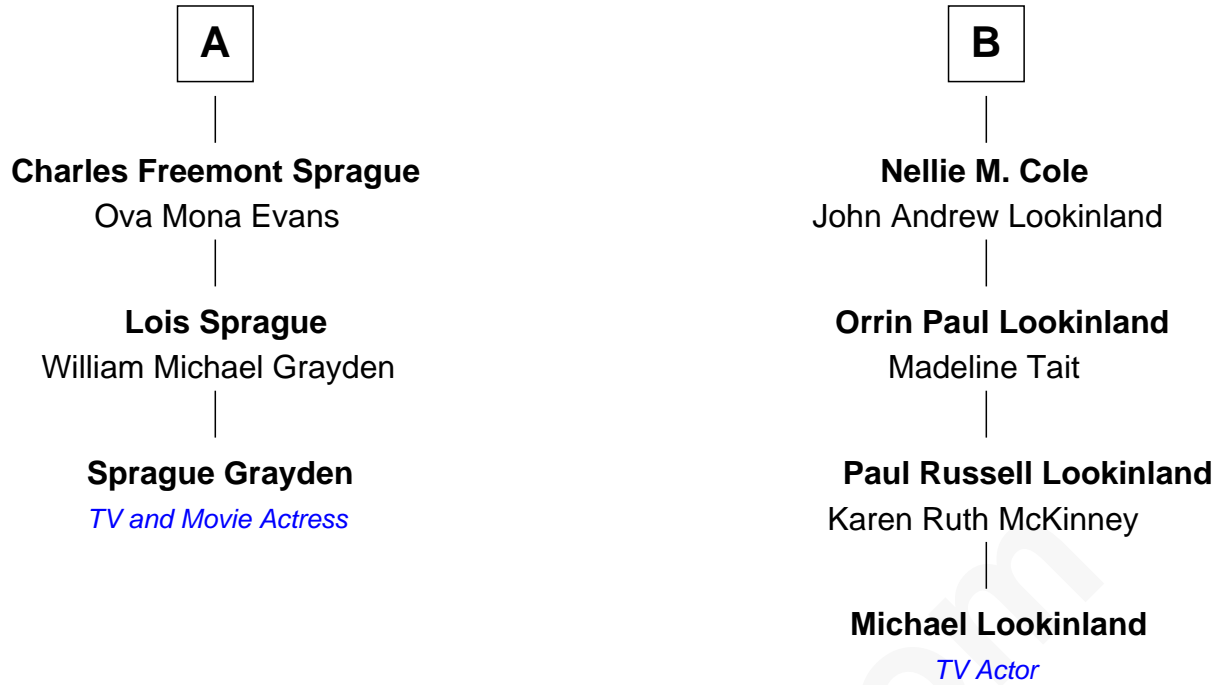 A
Charles Freemont Sprague
Ova Mona Evans
Lois Sprague
William Michael Grayden
Sprague Grayden
TV and Movie Actress
B
Nellie M. Cole
John Andrew Lookinland
Orrin Paul Lookinland
Madeline Tait
Paul Russell Lookinland
Karen Ruth McKinney
Michael Lookinland
TV Actor
om